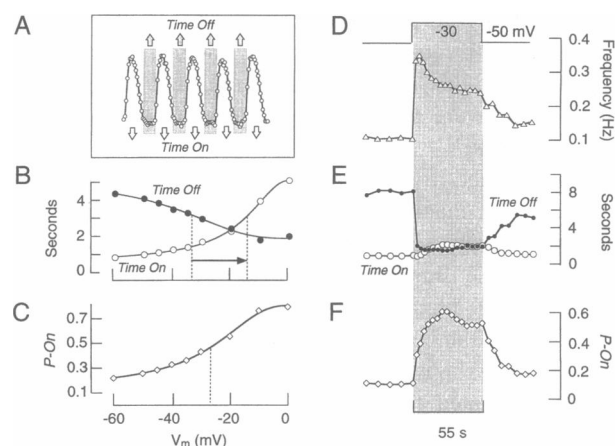 A
Time Off
Time On
B
Time Off
4
2
0
Seconds
Time On
C
0.7
0.5
0.3
0.1
P-On
-60
-40
-20
0
Vm (mV)
D
-30
-50 mV
0.4
0.3
0.2
0.1
Frequency (Hz)
E
Time Off
8
4
2
0
Seconds
Time On
F
0.6
0.4
0.2
0
P-On
55 s